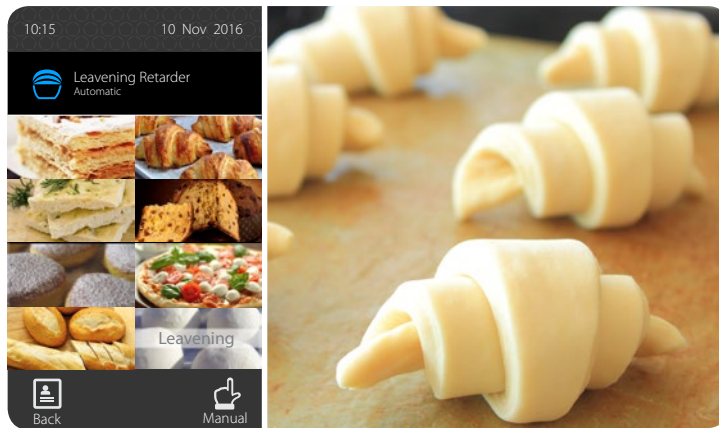 10:15
10 Nov 2016
Leavening Retarder
Automatic
Leavening
Back
Manual